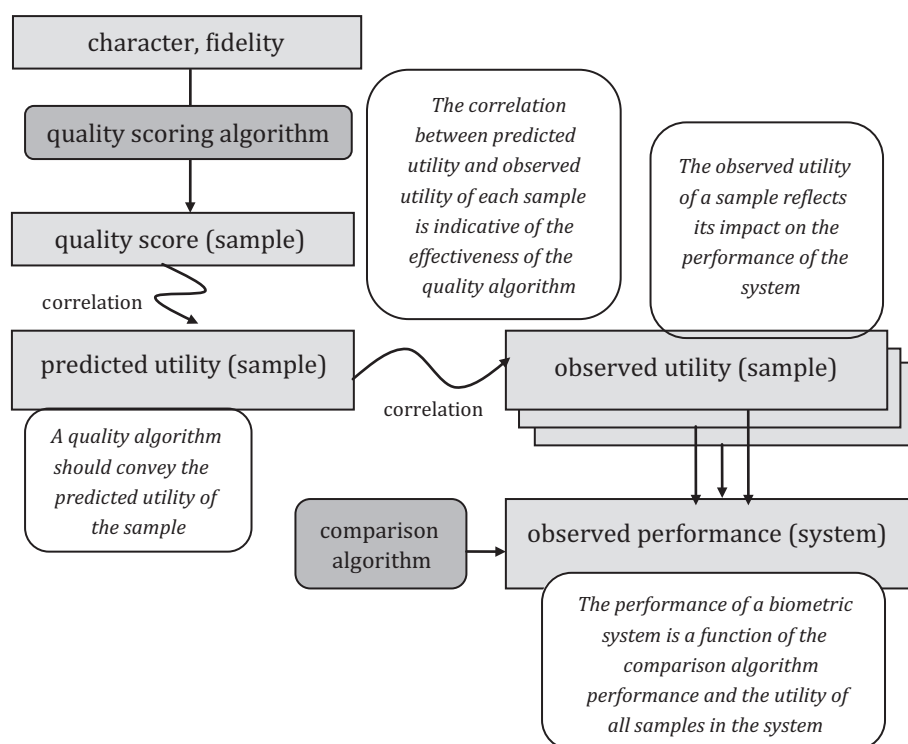 character, fidelity
quality scoring algorithm
quality score (sample)
correlation
predicted utility (sample)
A quality algorithm
should convey the
predicted utility of
the sample
The correlation
between predicted
utility and observed
utility of each sample
is indicative of the
effectiveness of the
quality algorithm
correlation
The observed utility
of a sample reflects
its impact on the
performance of the
system
observed utility (sample)
comparison
algorithm
observed performance (system)
The performance of a biometric
system is a function of the
comparison algorithm
performance and the utility of
all samples in the system